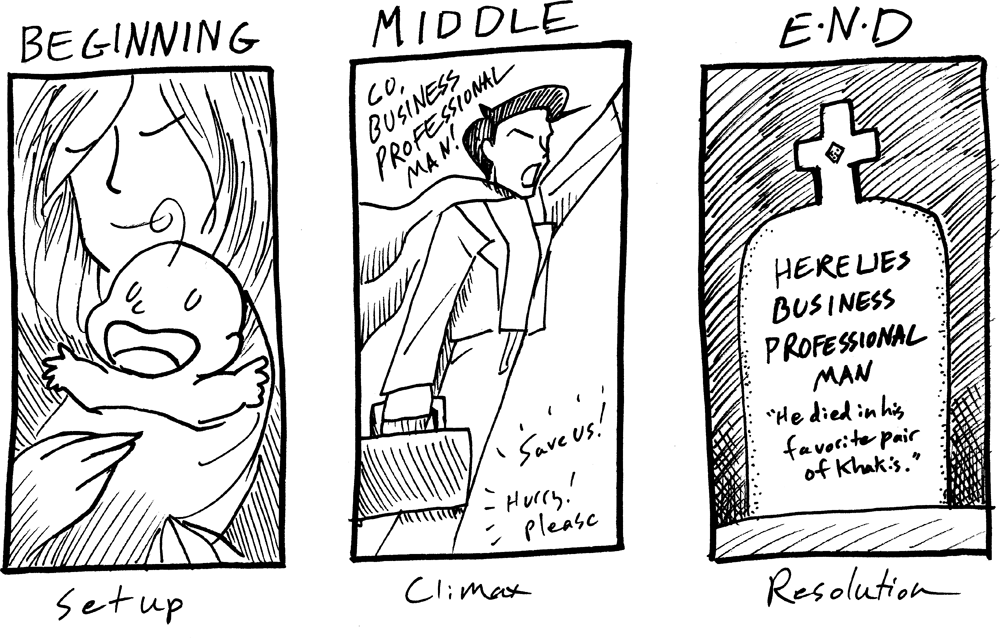 BEGINNING
MIDDLE
E·N·D
GO,
BUSINESS
PROFESSIONAL
MAN!
'Save us!
Hurry!
please
HERE LIES
BUSINESS
PROFESSIONAL
MAN
"He died in his
favorite pair
of Khakis."
Setup
Climax
Resolution